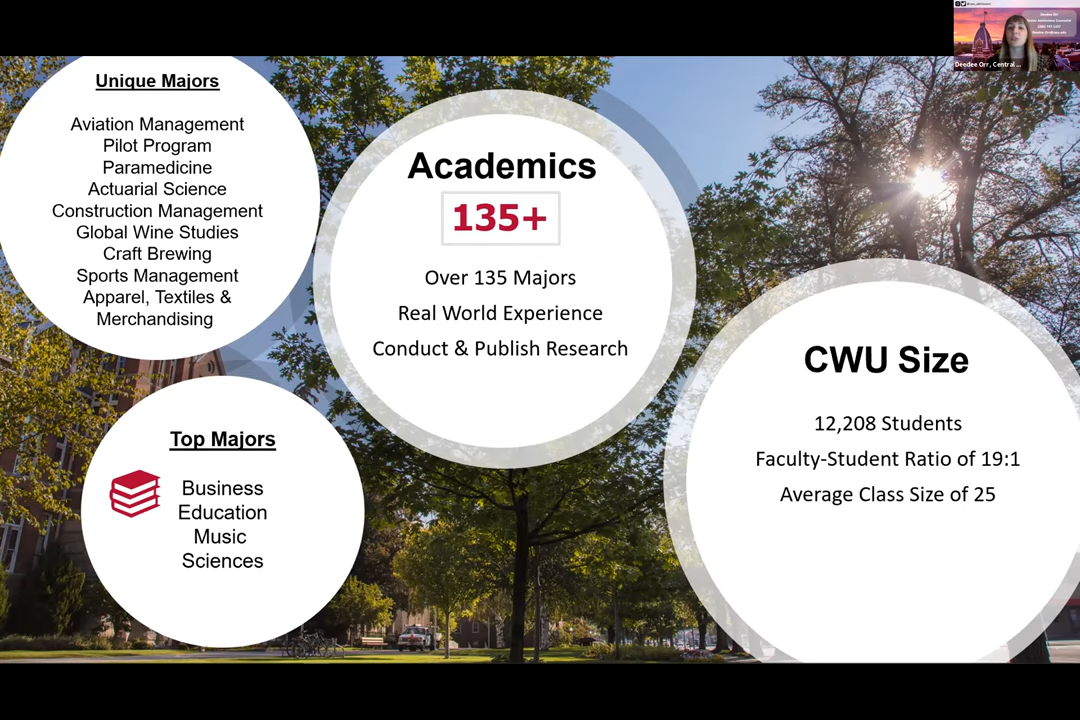 Unique Majors
Aviation Management
Pilot Program
Paramedicine
Actuarial Science
Construction Management
Global Wine Studies
Craft Brewing
Sports Management
Apparel, Textiles &
Merchandising
Top Majors
Business
Education
Music
Sciences
Academics
135+
Over 135 Majors
Real World Experience
Conduct & Publish Research
CWU Size
12,208 Students
Faculty-Student Ratio of 19:1
Average Class Size of 25
Deedee Orr
Deedee Orr, Central ...